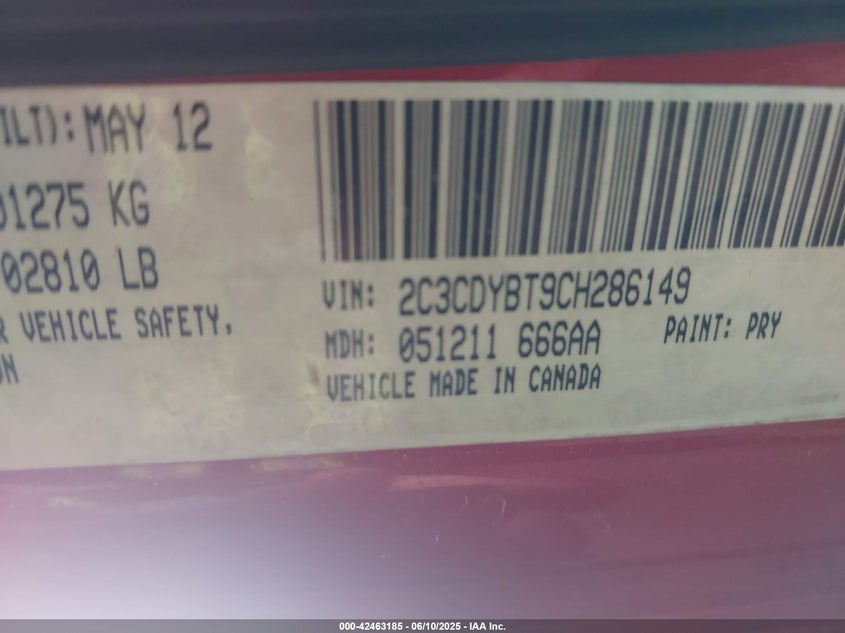 ILT): MAY 12
01275 KG
02810 LB
R VEHICLE SAFETY,
ON
VIN: 2C3CDYBT9CH286149
MDH: 051211 666AA PAINT: PRY
VEHICLE MADE IN CANADA
000-42463185 - 06/10/2025 - IAA Inc.